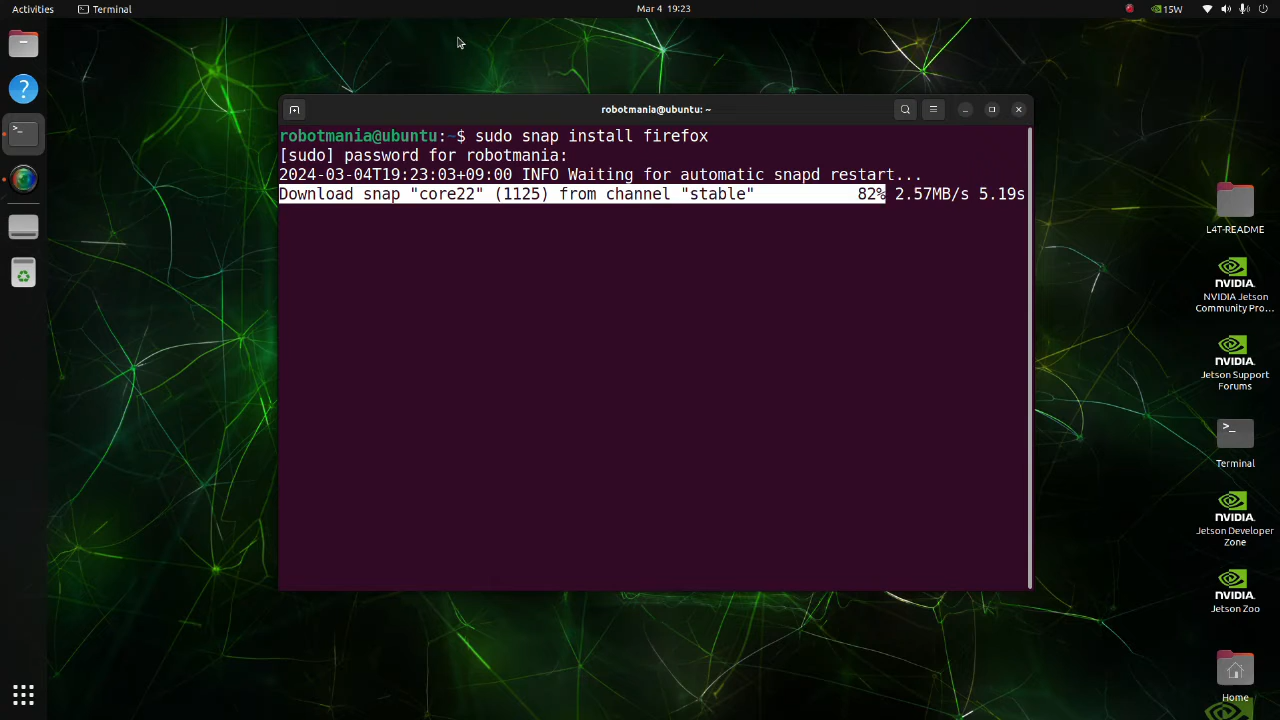 Activities
Terminal
Mar 4 19:23
15W
robotmania@ubuntu: ~
robotmania@ubuntu:~$ sudo snap install firefox
[sudo] password for robotmania:
2024-03-04T19:23:03+09:00 INFO Waiting for automatic snapd restart...
Download snap "core22" (1125) from channel "stable" 82% 2.57MB/s 5.19s
L4T-README
NVIDIA.
NVIDIA Jetson
Community Pro...
NVIDIA.
Jetson Support
Forums
>_
Terminal
NVIDIA.
Jetson Developer
Zone
NVIDIA.
Jetson Zoo
Home